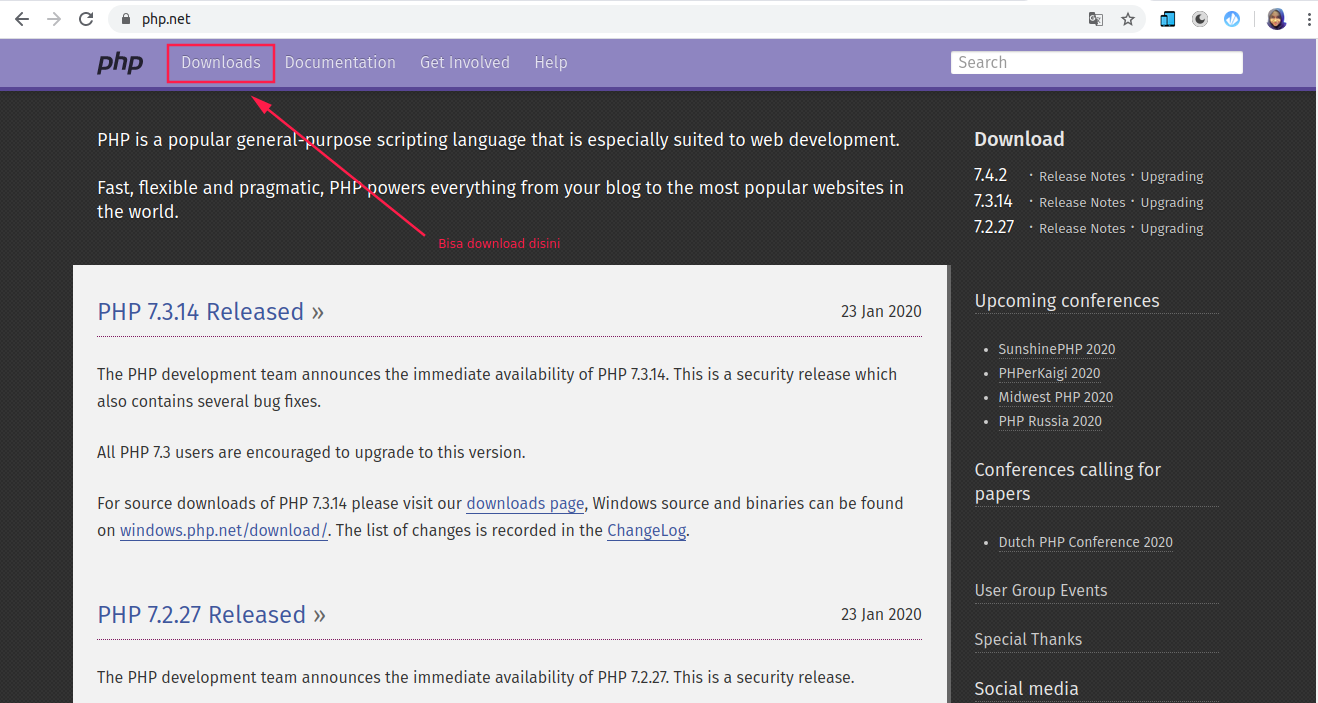 php.net
php Downloads Documentation Get Involved Help Search
PHP is a popular general-purpose scripting language that is especially suited to web development.
Fast, flexible and pragmatic, PHP powers everything from your blog to the most popular websites in
the world.
Bisa download disini
Download
7.4.2 · Release Notes · Upgrading
7.3.14 · Release Notes · Upgrading
7.2.27 · Release Notes · Upgrading
PHP 7.3.14 Released » 23 Jan 2020
The PHP development team announces the immediate availability of PHP 7.3.14. This is a security release which
also contains several bug fixes.
All PHP 7.3 users are encouraged to upgrade to this version.
For source downloads of PHP 7.3.14 please visit our downloads page, Windows source and binaries can be found
on windows.php.net/download/. The list of changes is recorded in the ChangeLog.
PHP 7.2.27 Released » 23 Jan 2020
The PHP development team announces the immediate availability of PHP 7.2.27. This is a security release.
Upcoming conferences
• SunshinePHP 2020
• PHPerKaigi 2020
• Midwest PHP 2020
• PHP Russia 2020
Conferences calling for
papers
• Dutch PHP Conference 2020
User Group Events
Special Thanks
Social media